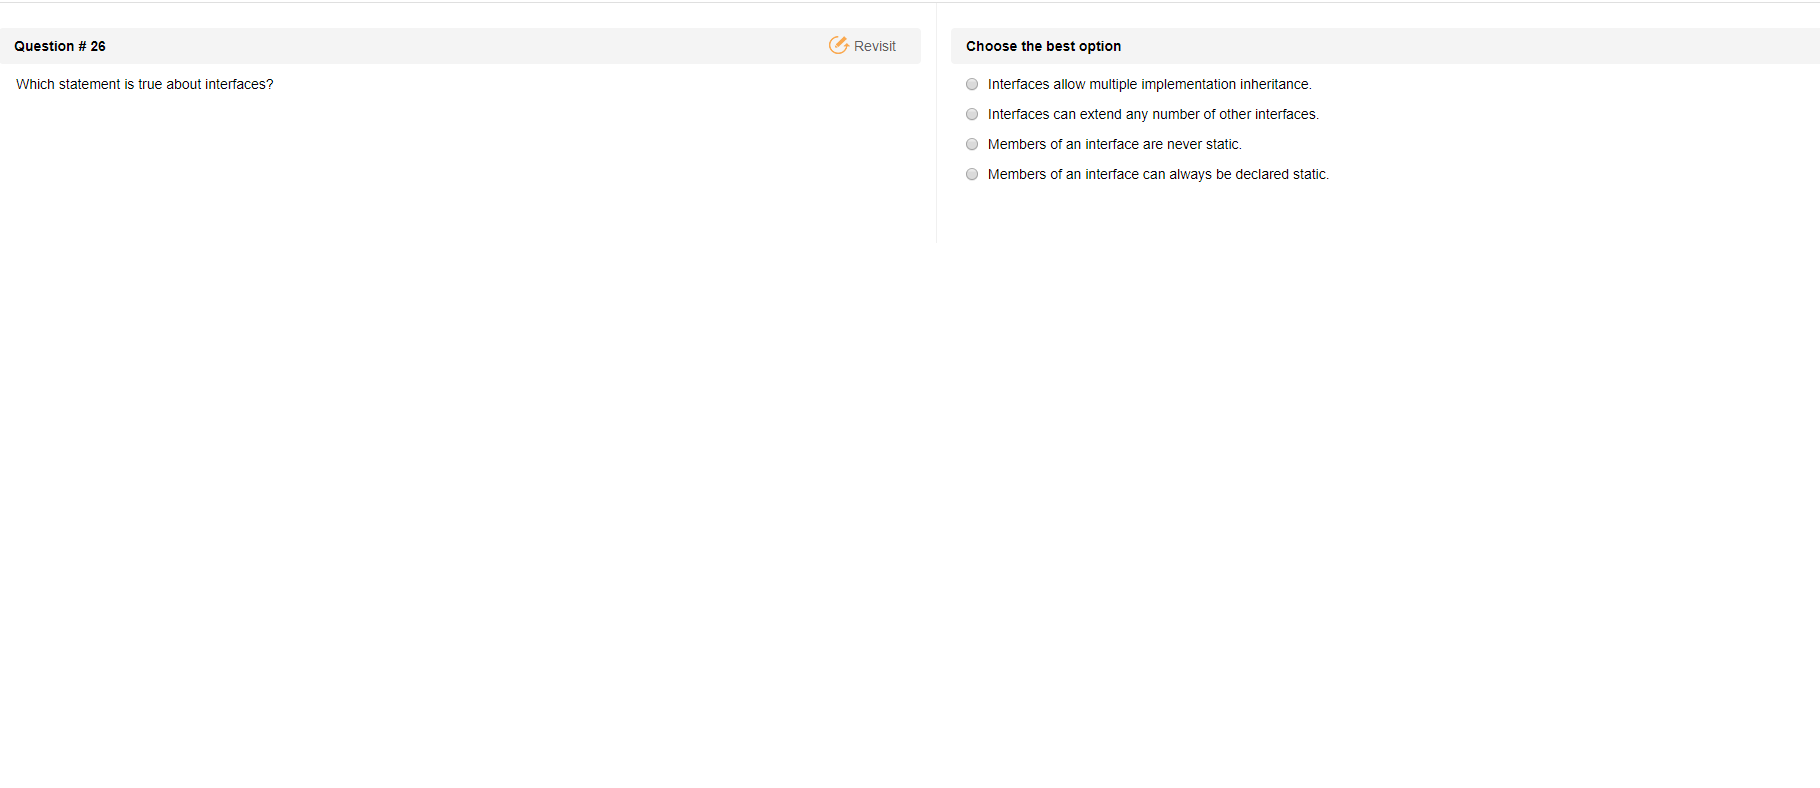 Question # 26
Revisit
Which statement is true about interfaces?
Choose the best option
Interfaces allow multiple implementation inheritance.
Interfaces can extend any number of other interfaces.
Members of an interface are never static.
Members of an interface can always be declared static.